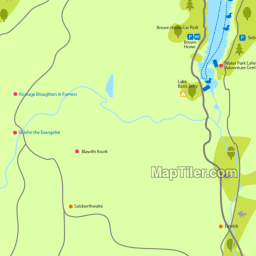 Brown Howe Car Park
Brown
Howe
Water Park Lake
Adventure Cent
Lake
Bank Jetty
Vicarage Broughton in Furness
St John the Evangelist
Blawith Knott
MapTiler.com
Subberthwaite